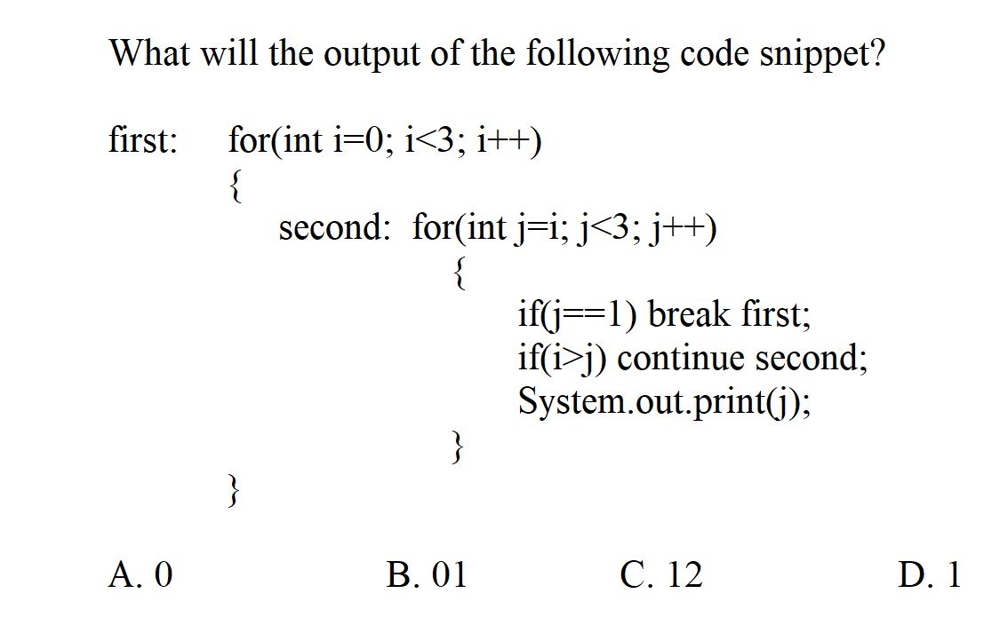 What will the output of the following code snippet?
first: for(int i=0; i<3; i++)
{
second: for(int j=i; j<3; j++)
{
if(j==1) break first;
if(i>j) continue second;
System.out.print(j);
}
}
A. 0 B. 01 C. 12 D. 1